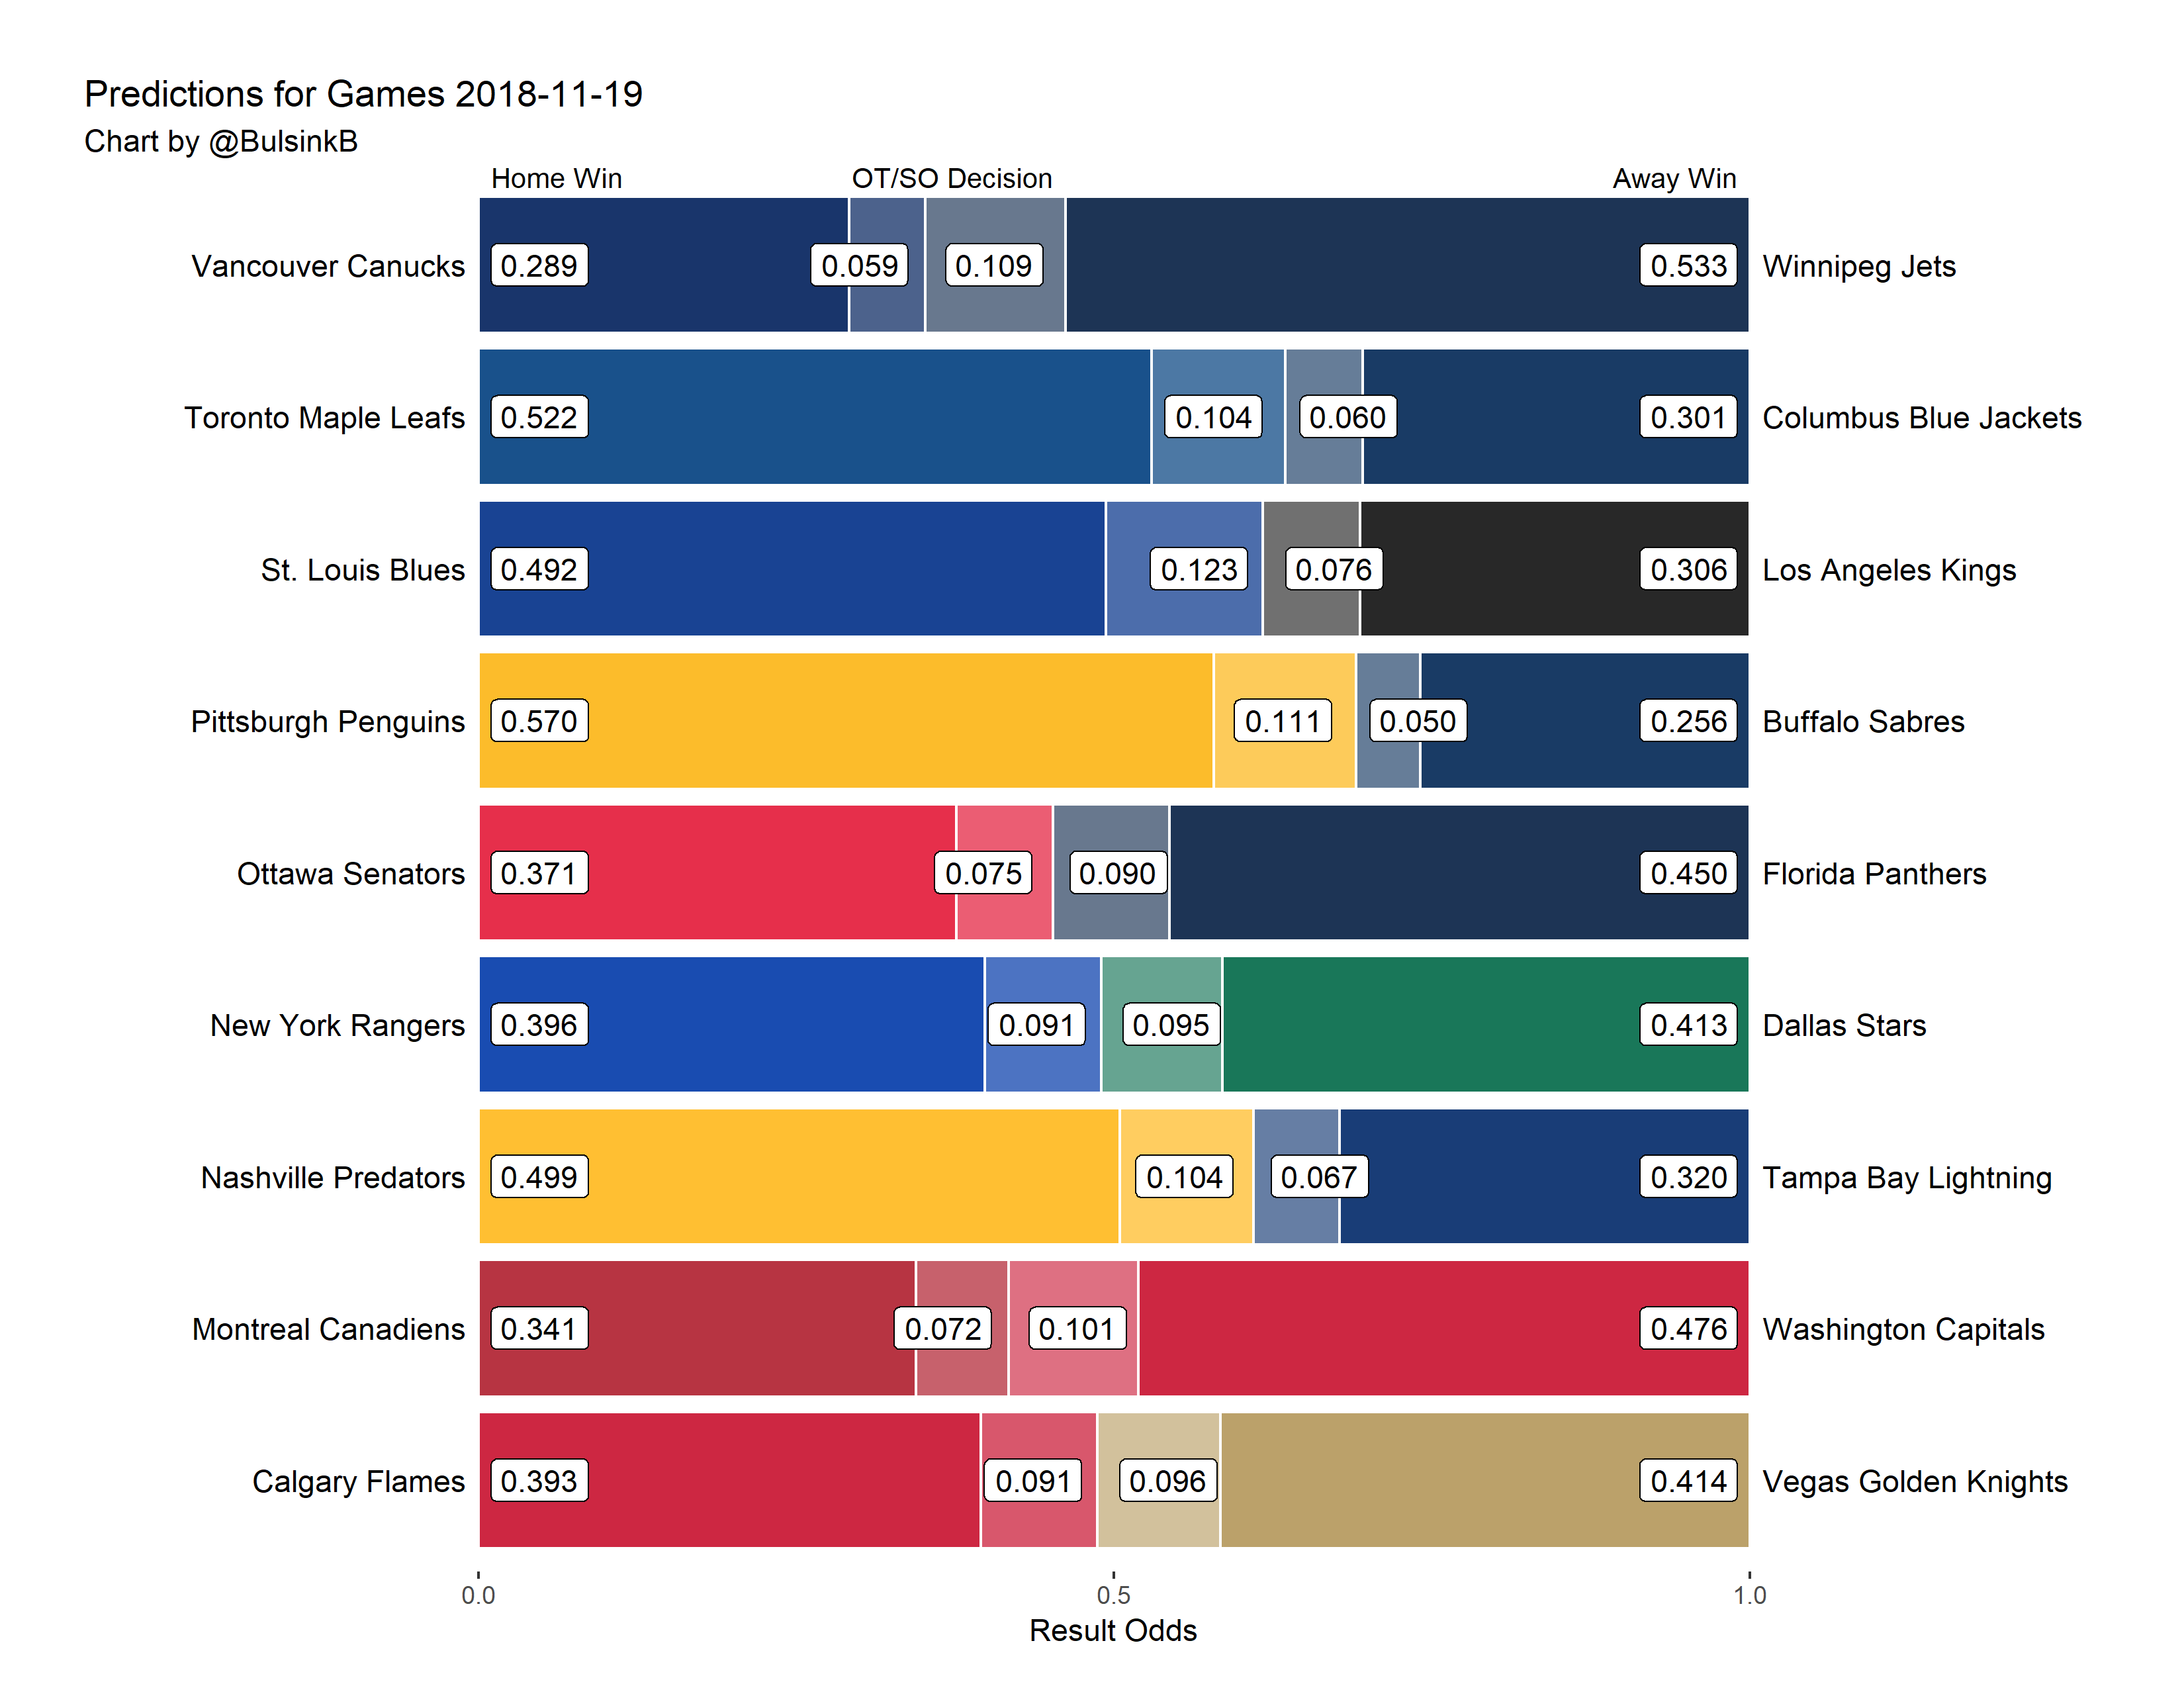 Predictions for Games 2018-11-19
Chart by @BulsinkB
Home Win OT/SO Decision Away Win
Vancouver Canucks 0.289 0.059 0.109 0.533 Winnipeg Jets
Toronto Maple Leafs 0.522 0.104 0.060 0.301 Columbus Blue Jackets
St. Louis Blues 0.492 0.123 0.076 0.306 Los Angeles Kings
Pittsburgh Penguins 0.570 0.111 0.050 0.256 Buffalo Sabres
Ottawa Senators 0.371 0.075 0.090 0.450 Florida Panthers
New York Rangers 0.396 0.091 0.095 0.413 Dallas Stars
Nashville Predators 0.499 0.104 0.067 0.320 Tampa Bay Lightning
Montreal Canadiens 0.341 0.072 0.101 0.476 Washington Capitals
Calgary Flames 0.393 0.091 0.096 0.414 Vegas Golden Knights
0.0 0.5 1.0
Result Odds